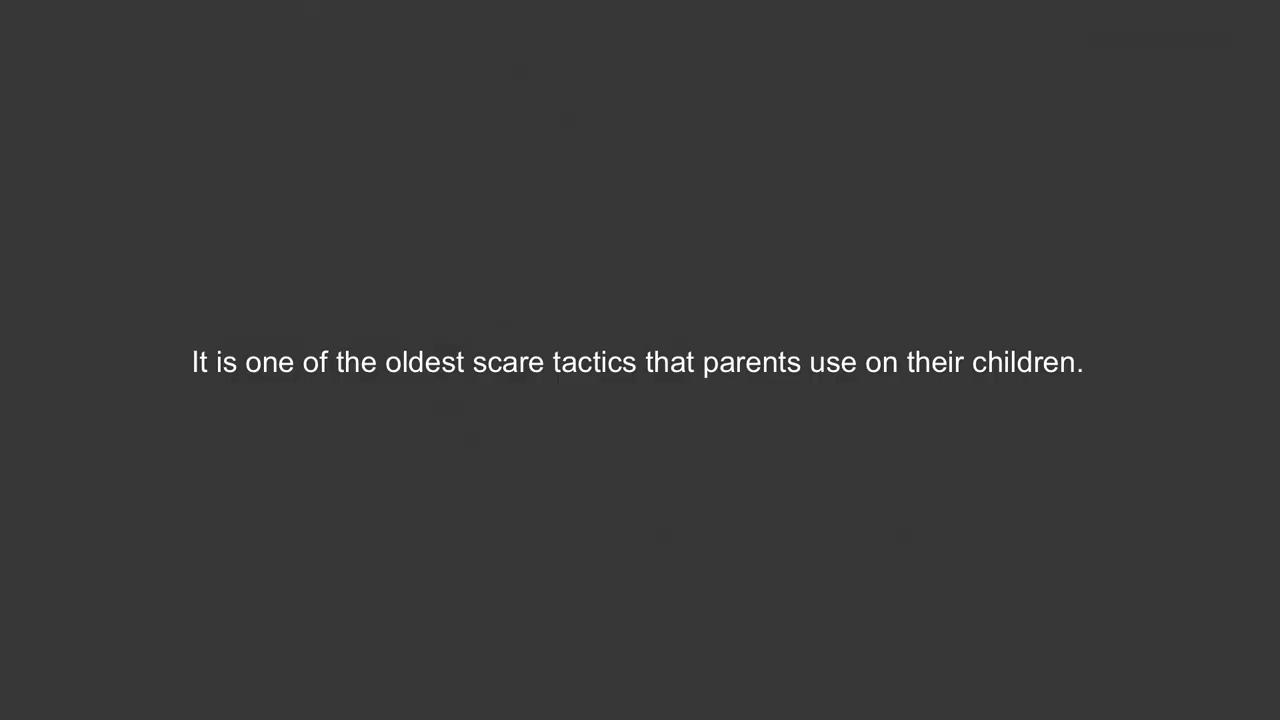 It is one of the oldest scare tactics that parents use on their children.